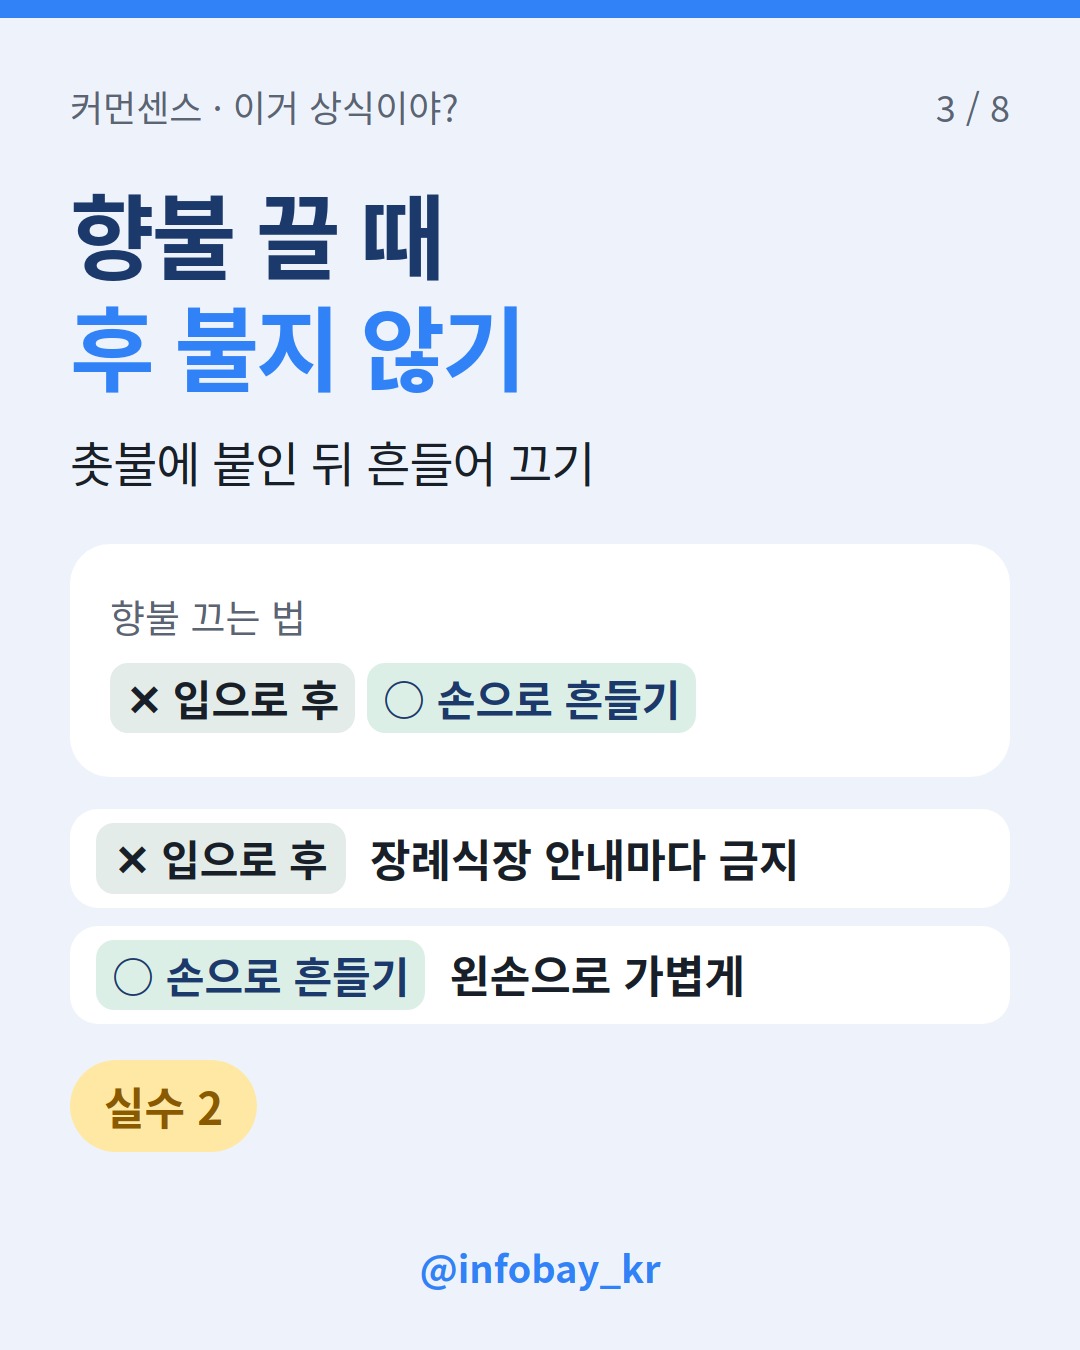 커먼센스 · 이거 상식이야?
3 / 8
향불 끌 때
후 불지 않기
촛불에 붙인 뒤 흔들어 끄기
향불 끄는 법
✕ 입으로 후 ◯ 손으로 흔들기
✕ 입으로 후 장례식장 안내마다 금지
◯ 손으로 흔들기 왼손으로 가볍게
실수 2
@infobay_kr